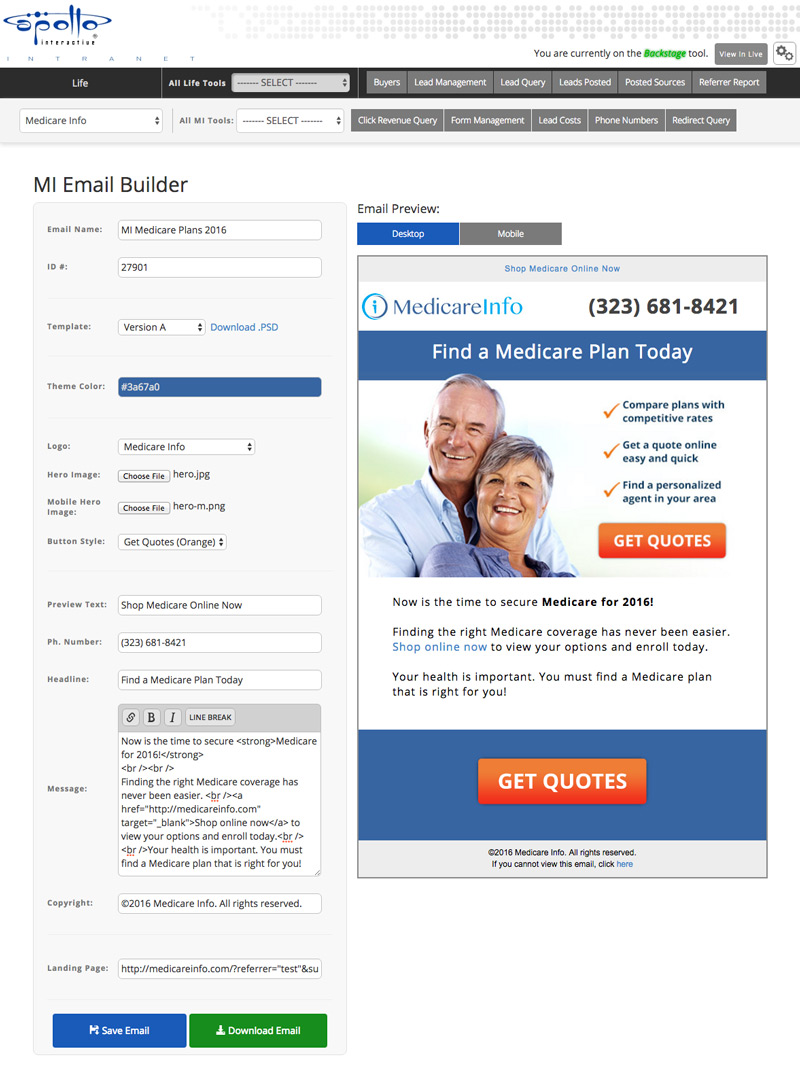 apollo
interactive
INTRANET
You are currently on the Backstage tool.
View In Live
Life
All Life Tools
------- SELECT -------
Buyers
Lead Management
Lead Query
Leads Posted
Posted Sources
Referrer Report
Medicare Info
All MI Tools:
------- SELECT -------
Click Revenue Query
Form Management
Lead Costs
Phone Numbers
Redirect Query
MI Email Builder
Email Name:
MI Medicare Plans 2016
ID #:
27901
Template:
Version A
Download .PSD
Theme Color:
#3a67a0
Logo:
Medicare Info
Hero Image:
Choose File
hero.jpg
Mobile Hero
Image:
Choose File
hero-m.png
Button Style:
Get Quotes (Orange)
Preview Text:
Shop Medicare Online Now
Ph. Number:
(323) 681-8421
Headline:
Find a Medicare Plan Today
B
I
LINE BREAK
Message:
Now is the time to secure <strong>Medicare
for 2016!</strong>
<br /><br />
Finding the right Medicare coverage has
never been easier. <br /><a
href="http://medicareinfo.com"
target="_blank">Shop online now</a> to
view your options and enroll today.<br />
<br />Your health is important. You must
find a Medicare plan that is right for you!
Copyright:
©2016 Medicare Info. All rights reserved.
Landing Page:
http://medicareinfo.com/?referrer="test"&su
Save Email
Download Email
Email Preview:
Desktop
Mobile
Shop Medicare Online Now
MedicareInfo
(323) 681-8421
Find a Medicare Plan Today
Compare plans with
competitive rates
Get a quote online
easy and quick
Find a personalized
agent in your area
GET QUOTES
Now is the time to secure Medicare for 2016!
Finding the right Medicare coverage has never been easier.
Shop online now to view your options and enroll today.
Your health is important. You must find a Medicare plan
that is right for you!
GET QUOTES
©2016 Medicare Info. All rights reserved.
If you cannot view this email, click here